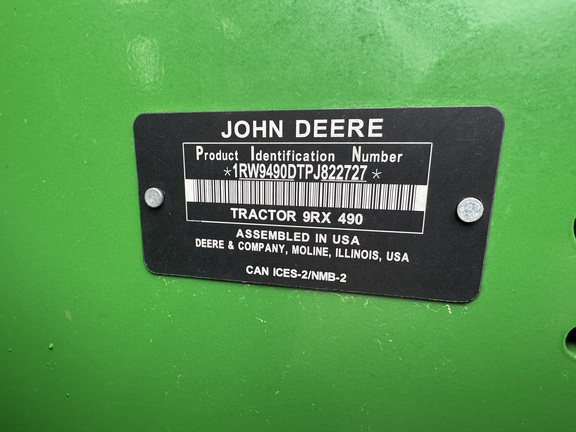 JOHN DEERE
Product Identification Number
*1RW9490DTPJ822727*
TRACTOR 9RX 490
ASSEMBLED IN USA
DEERE & COMPANY, MOLINE, ILLINOIS, USA
CAN ICES-2/NMB-2